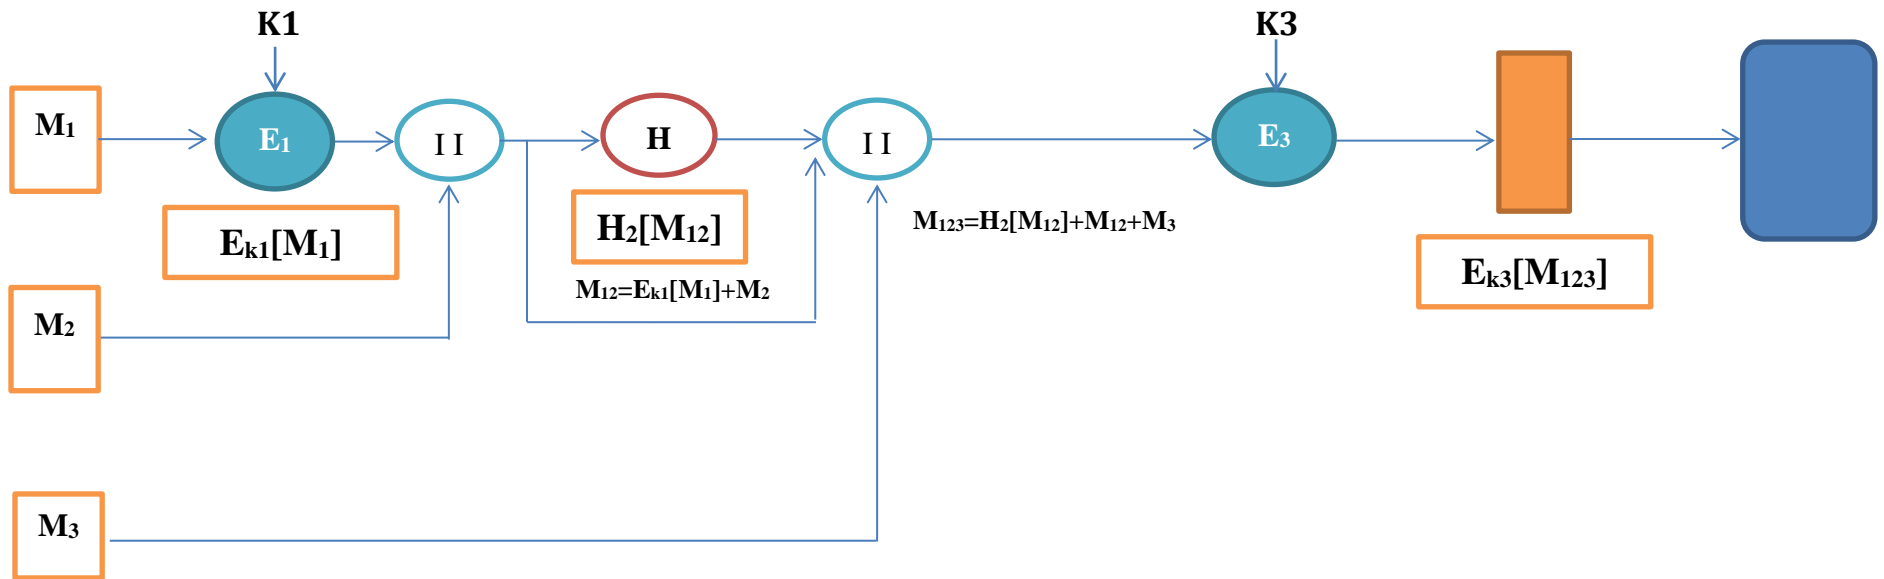 K1
K3
M₁
E₁
I I
H
I I
E₃
Eₖ₁[M₁]
H₂[M₁₂]
M₁₂₃=H₂[M₁₂]+M₁₂+M₃
Eₖ₃[M₁₂₃]
M₁₂=Eₖ₁[M₁]+M₂
M₂
M₃